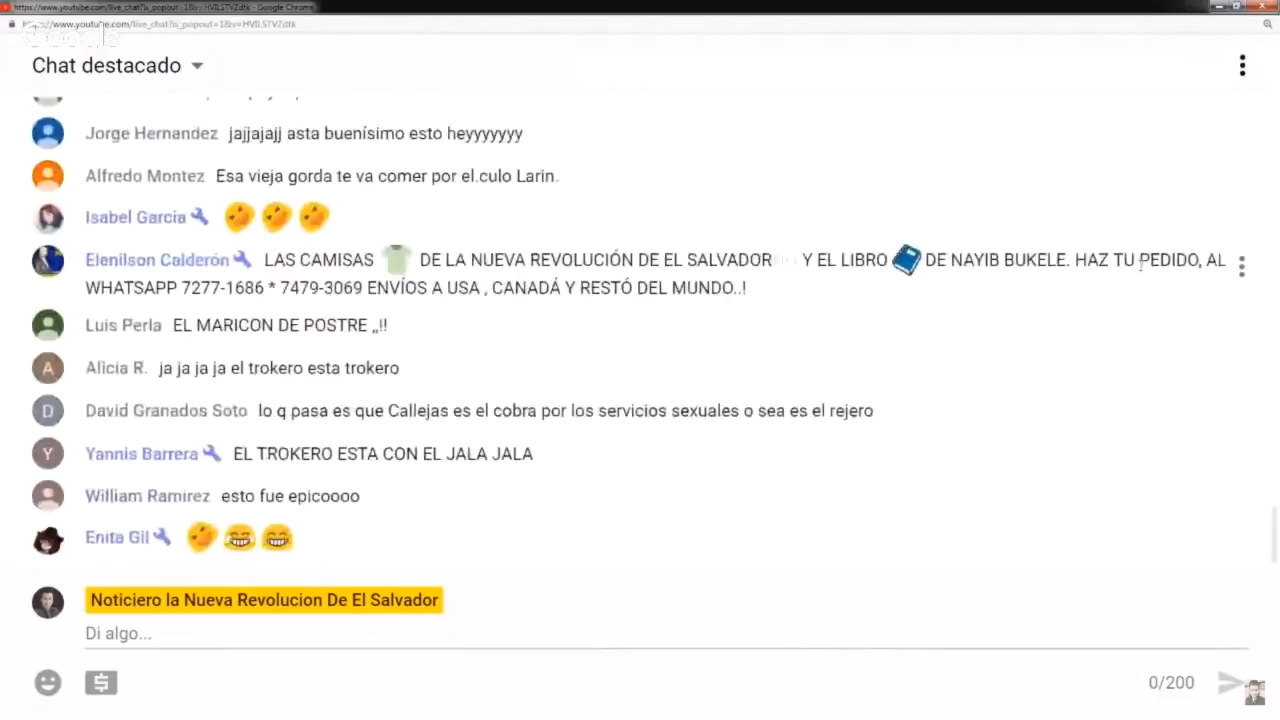 https://www.youtube.com/live_chat?is_popout=1&v=HVILSTVZdtk - Google Chrome
https://www.youtube.com/live_chat?is_popout=1&v=HVILSTVZdtk
Chat destacado
Jorge Hernandez jajjajajj asta buenísimo esto heyyyyyyy
Alfredo Montez Esa vieja gorda te va comer por el.culo Larin.
Isabel Garcia
Elenilson Calderón LAS CAMISAS DE LA NUEVA REVOLUCIÓN DE EL SALVADOR Y EL LIBRO DE NAYIB BUKELE. HAZ TU PEDIDO, AL
WHATSAPP 7277-1686 * 7479-3069 ENVÍOS A USA , CANADÁ Y RESTÓ DEL MUNDO..!
Luis Perla EL MARICON DE POSTRE ,,!!
A Alicia R. ja ja ja ja el trokero esta trokero
D David Granados Soto lo q pasa es que Callejas es el cobra por los servicios sexuales o sea es el rejero
Y Yannis Barrera EL TROKERO ESTA CON EL JALA JALA
William Ramirez esto fue epicoooo
Enita Gil
Noticiero la Nueva Revolucion De El Salvador
Di algo...
0/200